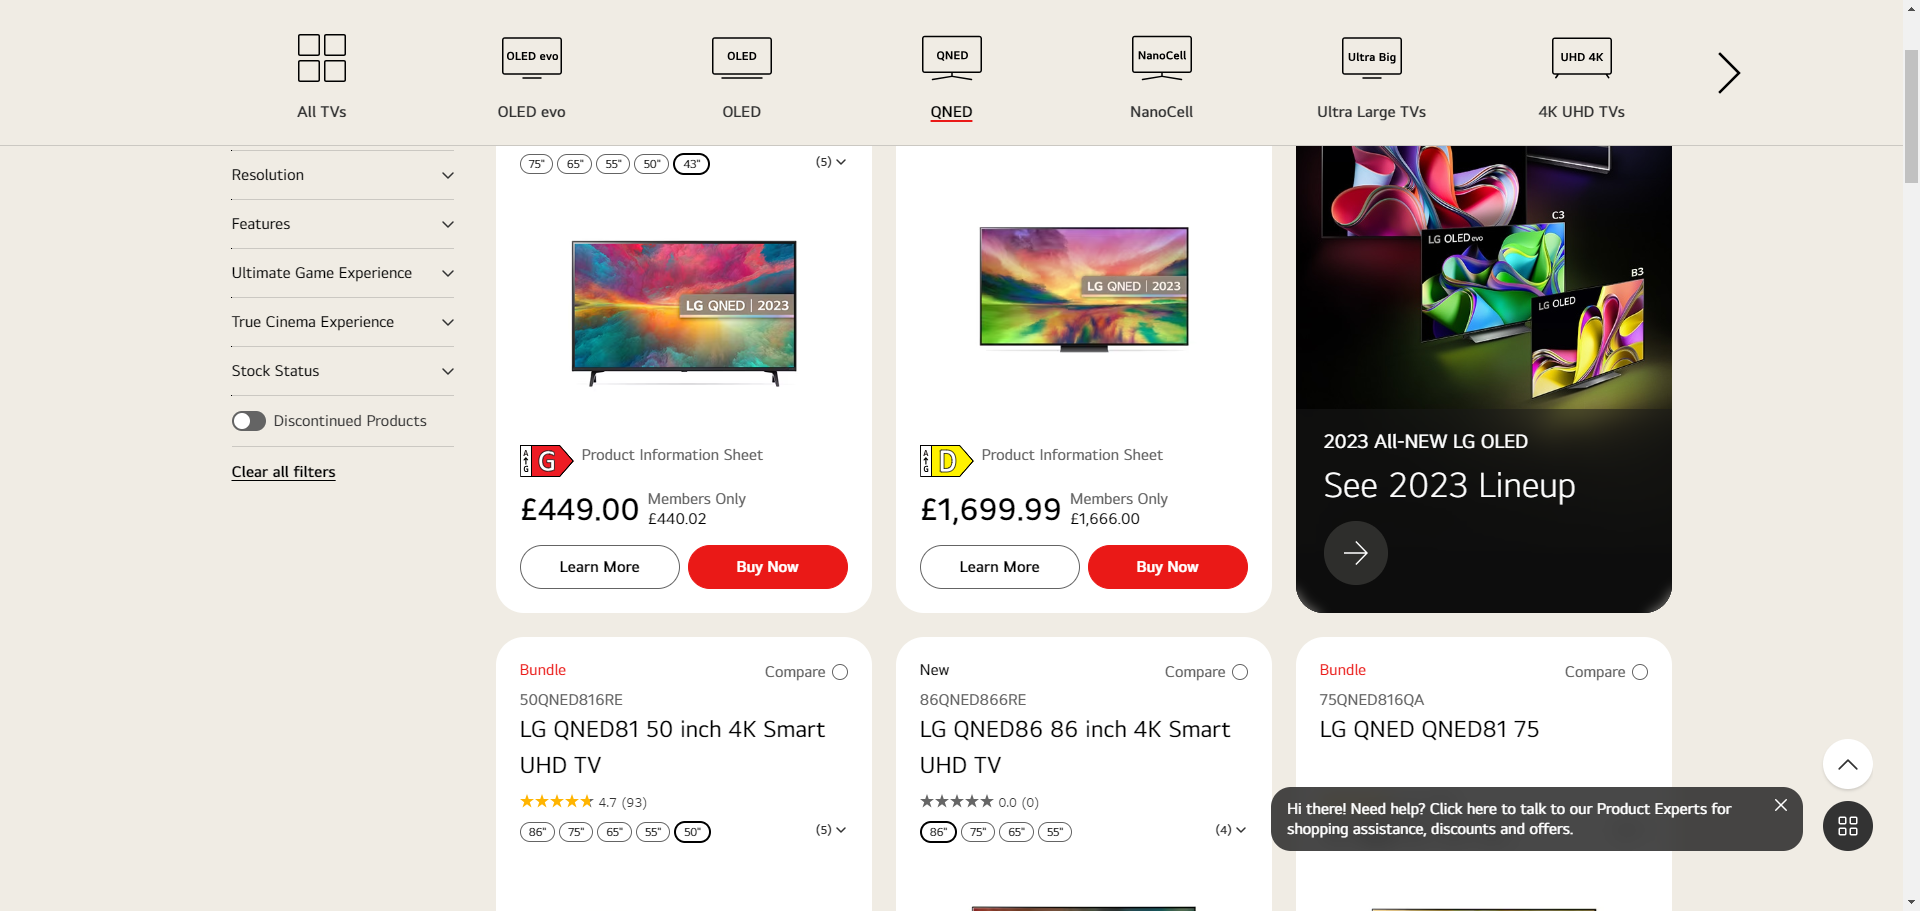 OLED evo
OLED
QNED
NanoCell
Ultra Big
UHD 4K
All TVs
OLED evo
OLED
QNED
NanoCell
Ultra Large TVs
4K UHD TVs
Resolution
Features
Ultimate Game Experience
True Cinema Experience
Stock Status
Discontinued Products
Clear all filters
75" 65" 55" 50" 43" (5)
LG QNED | 2023
A G G Product Information Sheet
£449.00 Members Only
£440.02
Learn More Buy Now
LG QNED | 2023
A G D Product Information Sheet
£1,699.99 Members Only
£1,666.00
Learn More Buy Now
C3
LG OLED evo
B3
LG OLED
2023 All-NEW LG OLED
See 2023 Lineup
Bundle Compare
50QNED816RE
LG QNED81 50 inch 4K Smart
UHD TV
4.7 (93)
86" 75" 65" 55" 50" (5)
New Compare
86QNED866RE
LG QNED86 86 inch 4K Smart
UHD TV
0.0 (0)
86" 75" 65" 55" (4)
Bundle Compare
75QNED816QA
LG QNED QNED81 75
Hi there! Need help? Click here to talk to our Product Experts for
shopping assistance, discounts and offers.